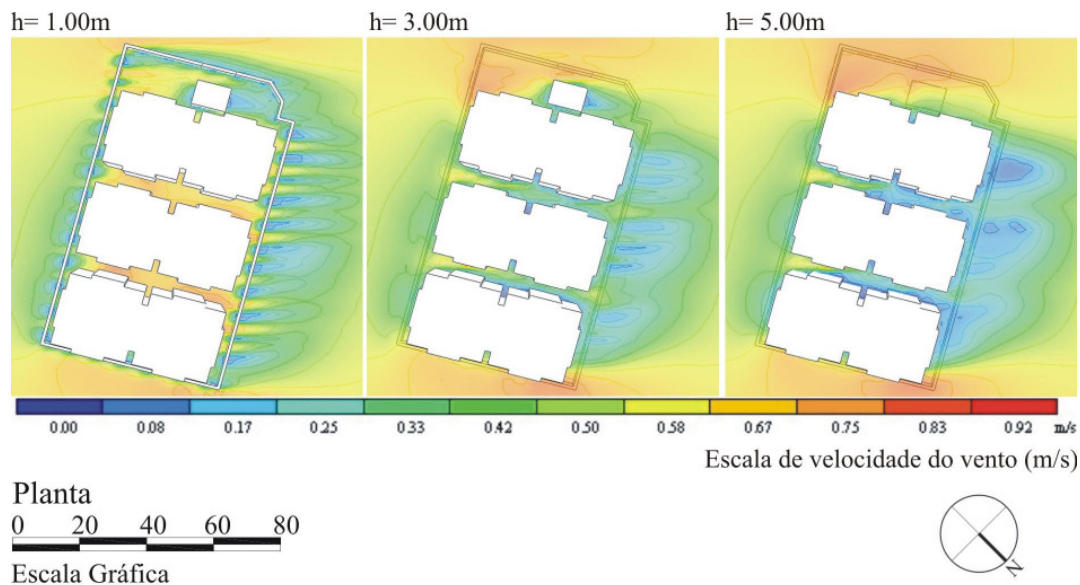 h= 1.00m h= 3.00m h= 5.00m
0.00 0.08 0.17 0.25 0.33 0.42 0.50 0.58 0.67 0.75 0.83 0.92 m/s
Escala de velocidade do vento (m/s)
Planta
0 20 40 60 80
Escala Gráfica
N